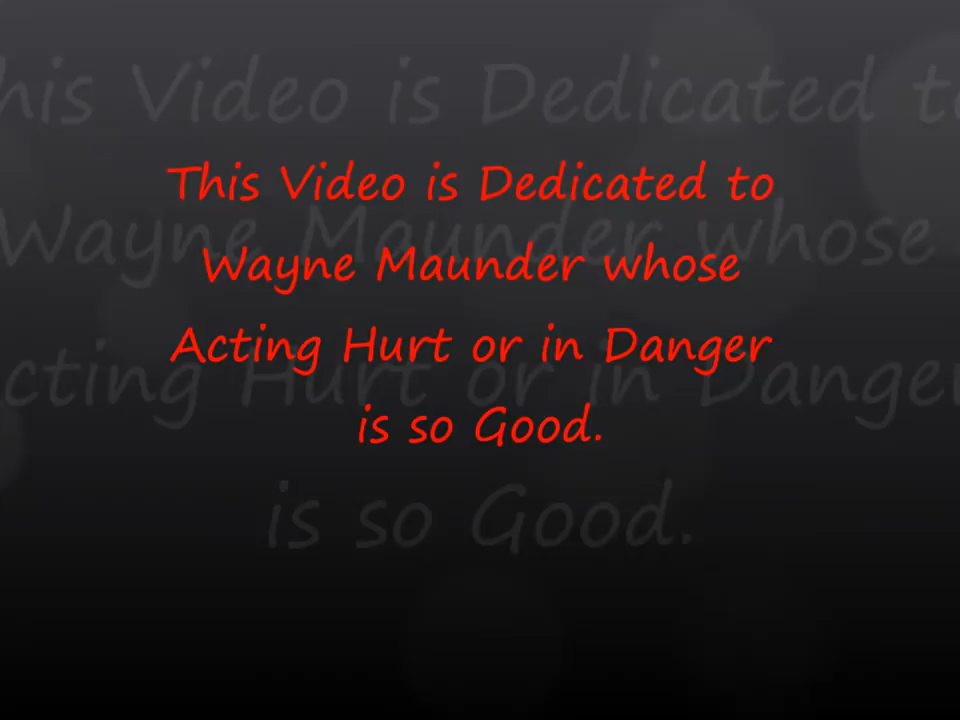 This Video is Dedicated to
Wayne Maunder whose
Acting Hurt or in Danger
is so Good.